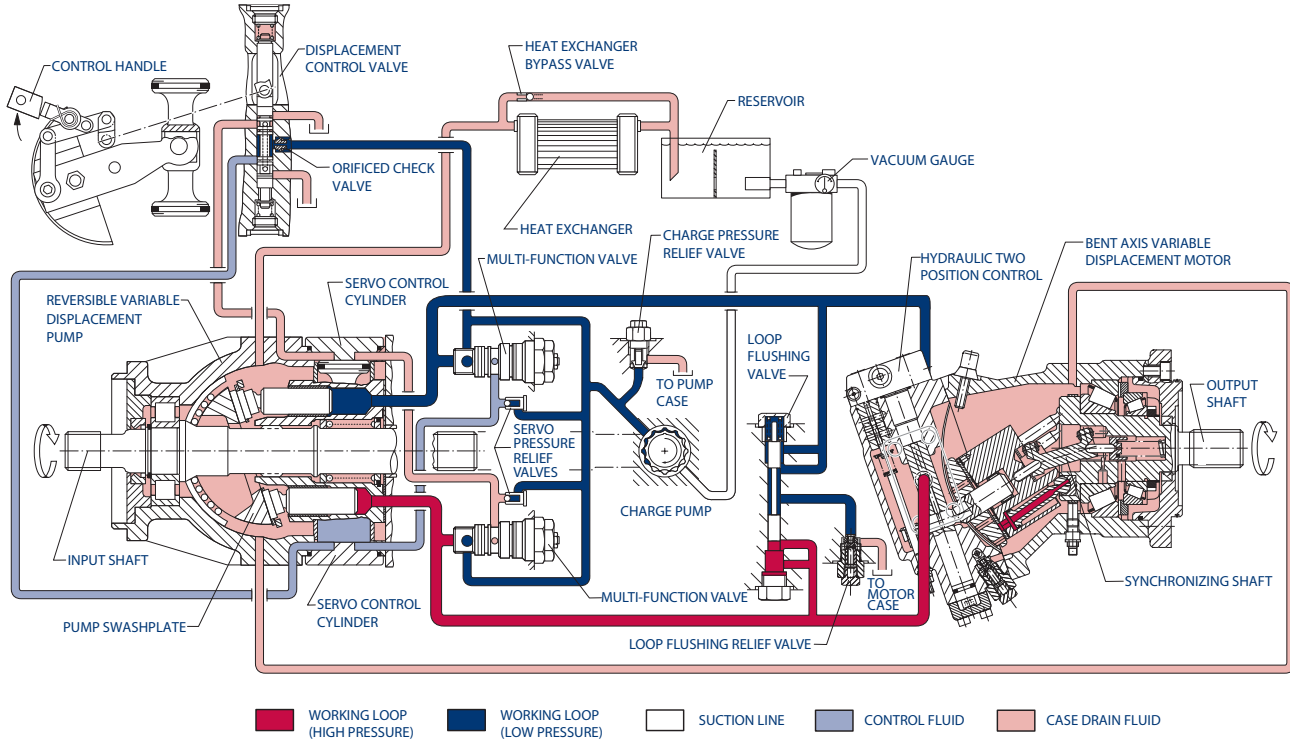 CONTROL HANDLE
DISPLACEMENT
CONTROL VALVE
HEAT EXCHANGER
BYPASS VALVE
RESERVOIR
VACUUM GAUGE
ORIFICED CHECK
VALVE
HEAT EXCHANGER
CHARGE PRESSURE
RELIEF VALVE
MULTI-FUNCTION VALVE
HYDRAULIC TWO
POSITION CONTROL
BENT AXIS VARIABLE
DISPLACEMENT MOTOR
SERVO CONTROL
CYLINDER
REVERSIBLE VARIABLE
DISPLACEMENT
PUMP
LOOP
FLUSHING
VALVE
TO PUMP
CASE
OUTPUT
SHAFT
SERVO
PRESSURE
RELIEF
VALVES
CHARGE PUMP
INPUT SHAFT
SYNCHRONIZING SHAFT
TO
MOTOR
CASE
MULTI-FUNCTION VALVE
PUMP SWASHPLATE
SERVO CONTROL
CYLINDER
LOOP FLUSHING RELIEF VALVE
WORKING LOOP
(HIGH PRESSURE)
WORKING LOOP
(LOW PRESSURE)
SUCTION LINE
CONTROL FLUID
CASE DRAIN FLUID